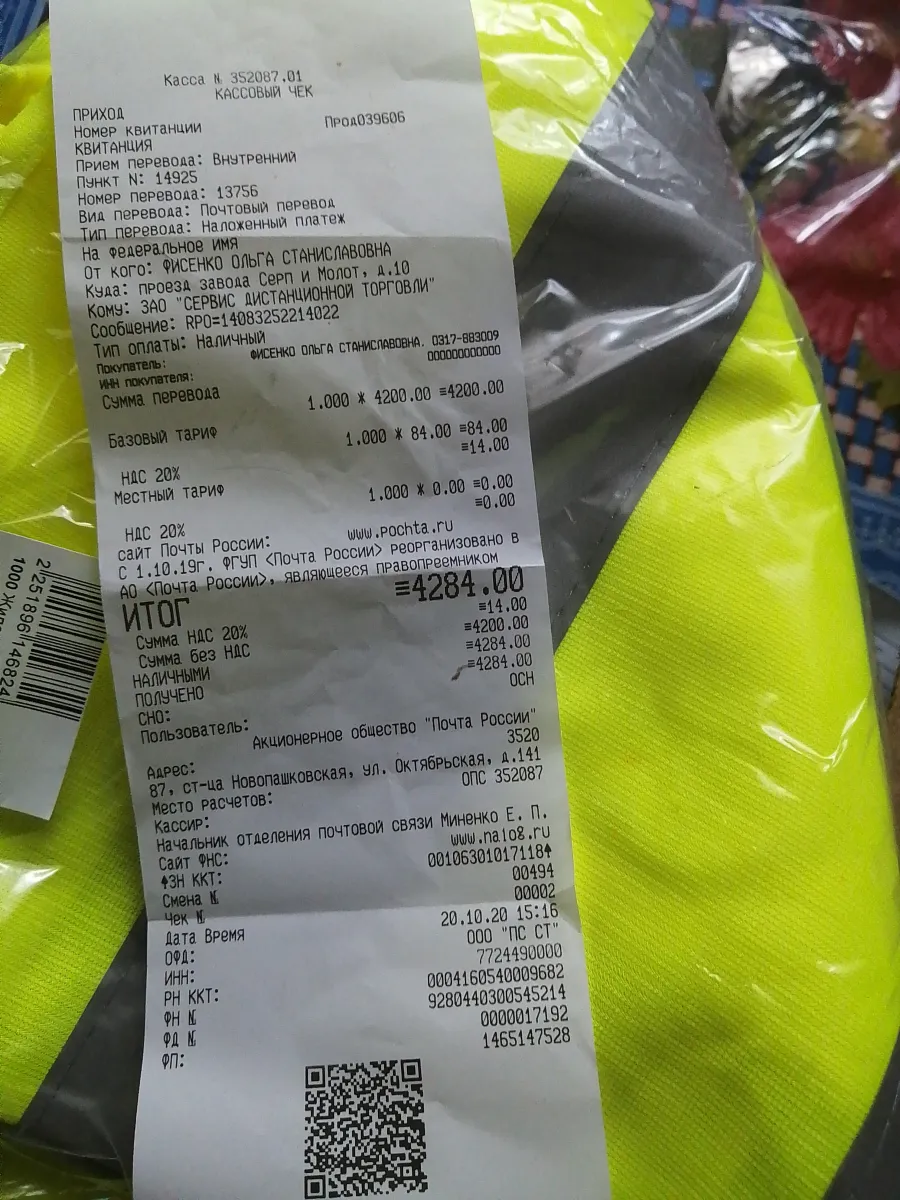 Касса № 352087.01
КАССОВЫЙ ЧЕК
ПРИХОД
Номер квитанции Прод039606
КВИТАНЦИЯ
Прием перевода: Внутренний
Пункт N: 14925
Номер перевода: 13756
Вид перевода: Почтовый перевод
Тип перевода: Наложенный платеж
На федеральное ИМЯ
От кого: ФИСЕНКО ОЛЬГА СТАНИСЛАВОВНА
Куда: проезд завода Серп и Молот, д.10
Кому: ЗАО "СЕРВИС ДИСТАНЦИОННОЙ ТОРГОВЛИ"
Сообщение: RPO=14083252214022
Тип оплаты: Наличный
Покупатель: ФИСЕНКО ОЛЬГА СТАНИСЛАВОВНА, 0317-883009
ИНН покупателя: 000000000000
Сумма перевода 1.000 * 4200.00 ≡4200.00
Базовый тариф 1.000 * 84.00 ≡84.00
НДС 20% ≡14.00
Местный тариф 1.000 * 0.00 ≡0.00
НДС 20% ≡0.00
сайт Почты России: www.pochta.ru
С 1.10.19г. ФГУП <Почта России> реорганизовано в
АО <Почта России>, являющееся правопреемником
ИТОГ ≡4284.00
Сумма НДС 20% ≡14.00
Сумма без НДС ≡4200.00
НАЛИЧНЫМИ ≡4284.00
ПОЛУЧЕНО ≡4284.00
СНО: ОСН
Пользователь:
Акционерное общество "Почта России"
Адрес: 3520
87, ст-ца Новопашковская, ул. Октябрьская, д.141
Место расчетов: ОПС 352087
Кассир:
Начальник отделения почтовой связи Миненко Е. П.
Сайт ФНС: www.nalog.ru
ЗН ККТ: 00106301017118
Смена № 00494
Чек № 00002
Дата Время 20.10.20 15:16
ОФД: ООО "ПС СТ"
ИНН: 7724490000
РН ККТ: 0004160540009682
ФН № 9280440300545214
ФД № 0000017192
ФП: 1465147528
2 251896 146824
1000